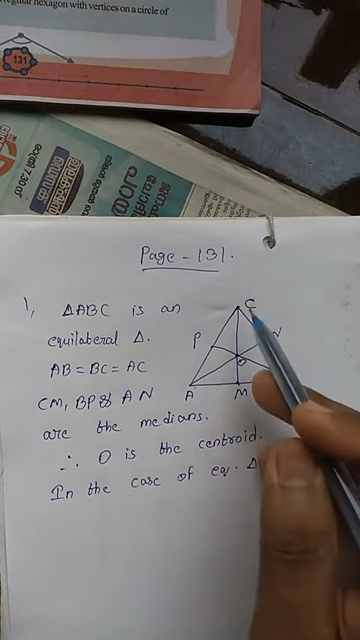 regular hexagon with vertices on a circle of
131
Page - 131.
1, ΔABC is an
equilateral Δ.
AB = BC = AC
CM, BP & AN
are the medians.
∴ O is the centroid.
In the case of eq. Δ
C
P
N
O
A
M